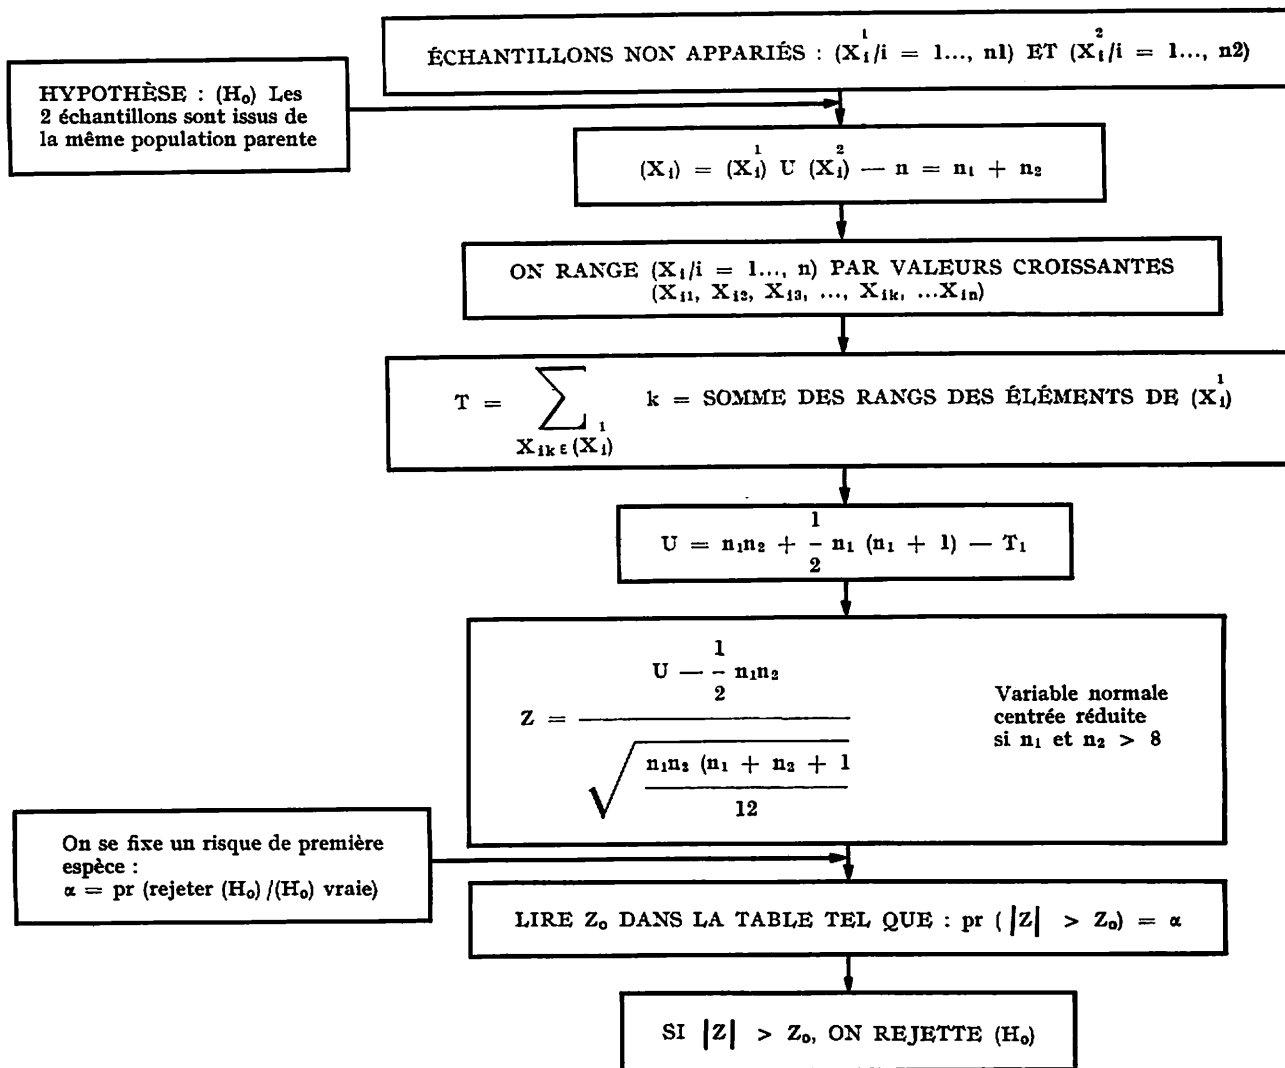 ÉCHANTILLONS NON APPARIÉS : (X¹ᵢ/i = 1..., n1) ET (X²ᵢ/i = 1..., n2)
HYPOTHÈSE : (H₀) Les
2 échantillons sont issus de
la même population parente
(Xᵢ) = (X¹ᵢ) U (X²ᵢ) — n = n₁ + n₂
ON RANGE (Xᵢ/i = 1..., n) PAR VALEURS CROISSANTES
(Xᵢ₁, Xᵢ₂, Xᵢ₃, ..., Xᵢₖ, ...Xᵢₙ)
T = ∑ k = SOMME DES RANGS DES ÉLÉMENTS DE (X¹ᵢ)
Xᵢₖ ε (X¹ᵢ)
U = n₁n₂ + 1/2 n₁ (n₁ + 1) — T₁
Z = (U — 1/2 n₁n₂) / √(n₁n₂ (n₁ + n₂ + 1 / 12)
Variable normale
centrée réduite
si n₁ et n₂ > 8
On se fixe un risque de première
espèce :
α = pr (rejeter (H₀) /(H₀) vraie)
LIRE Z₀ DANS LA TABLE TEL QUE : pr ( |Z| > Z₀) = α
SI |Z| > Z₀, ON REJETTE (H₀)